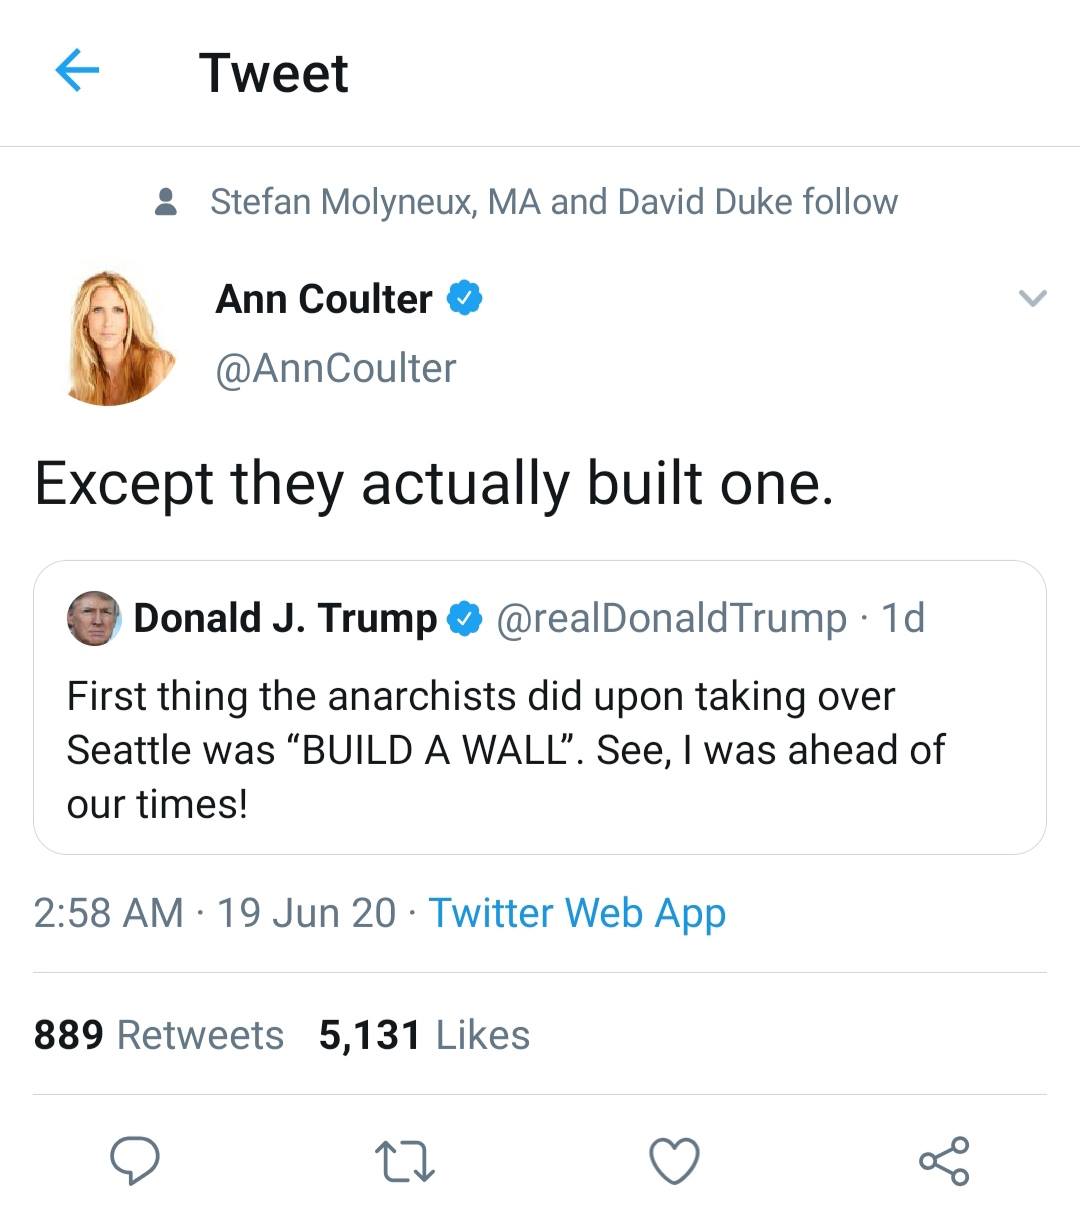 Tweet
Stefan Molyneux, MA and David Duke follow
Ann Coulter
@AnnCoulter
Except they actually built one.
Donald J. Trump @realDonaldTrump · 1d
First thing the anarchists did upon taking over
Seattle was “BUILD A WALL”. See, I was ahead of
our times!
2:58 AM · 19 Jun 20 · Twitter Web App
889 Retweets 5,131 Likes